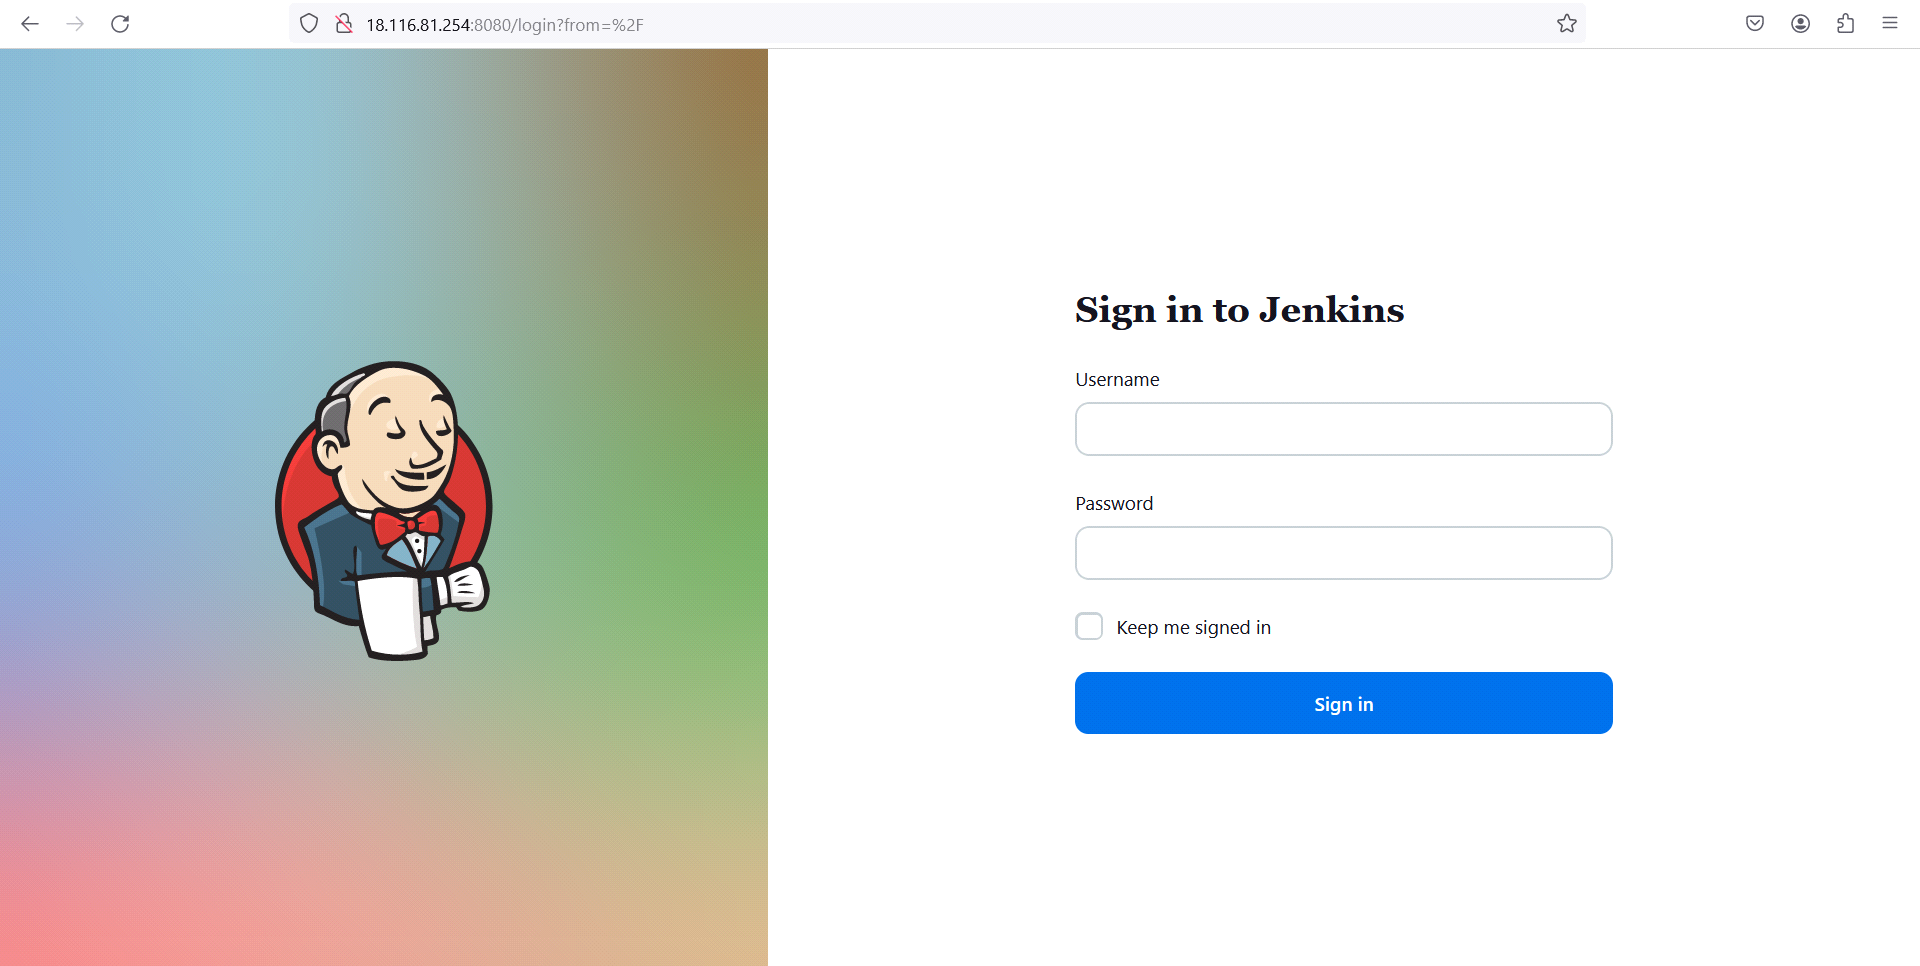 18.116.81.254:8080/login?from=%2F
Sign in to Jenkins
Username
Password
Keep me signed in
Sign in